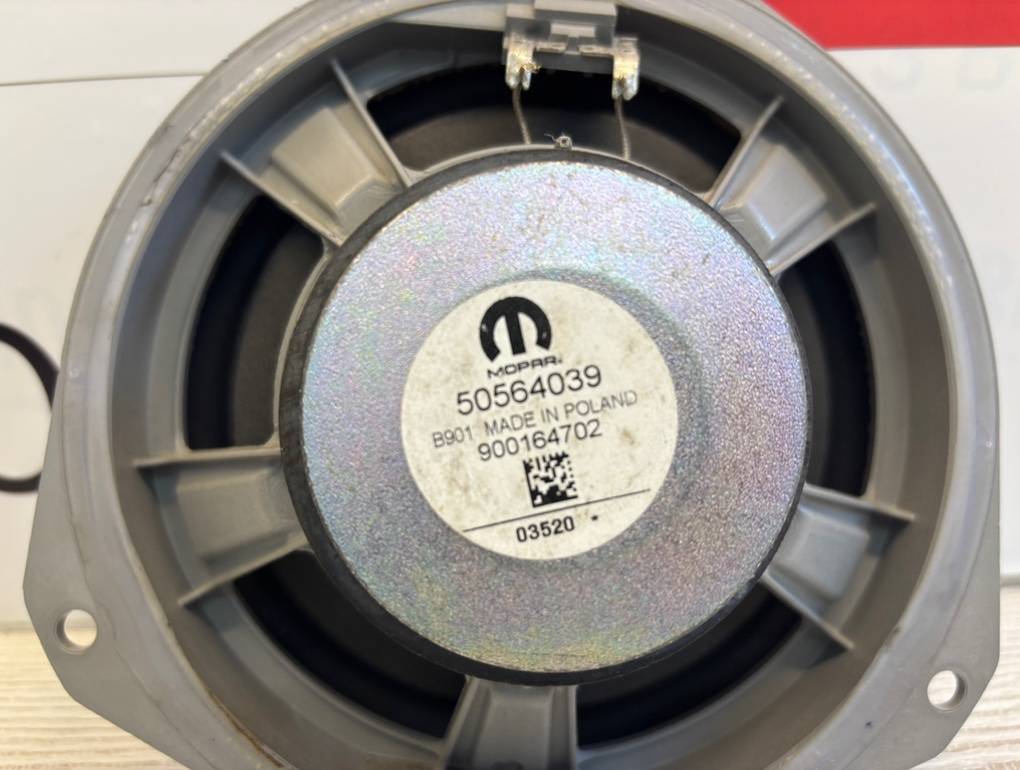 MOPAR®
50564039
B901 MADE IN POLAND
900164702
03520 *